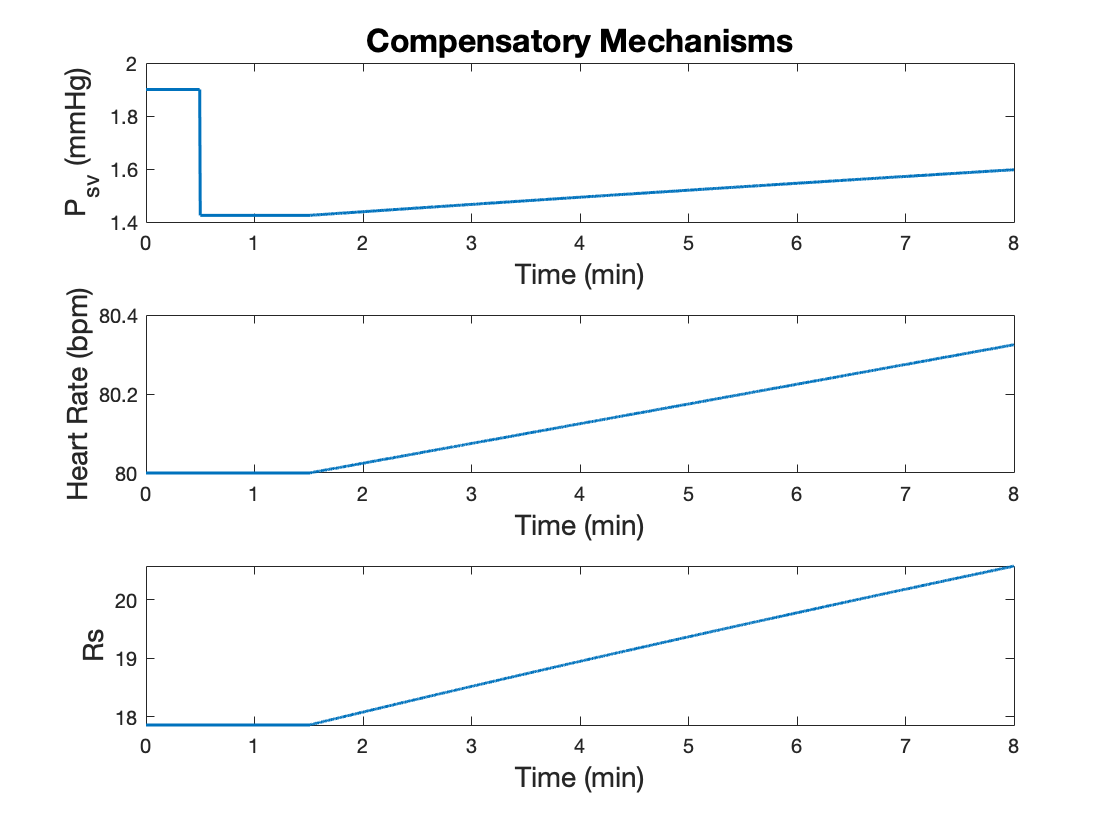 Compensatory Mechanisms
P_sv (mmHg)
2
1.8
1.6
1.4
0 1 2 3 4 5 6 7 8
Time (min)
Heart Rate (bpm)
80.4
80.2
80
0 1 2 3 4 5 6 7 8
Time (min)
Rs
20
19
18
0 1 2 3 4 5 6 7 8
Time (min)